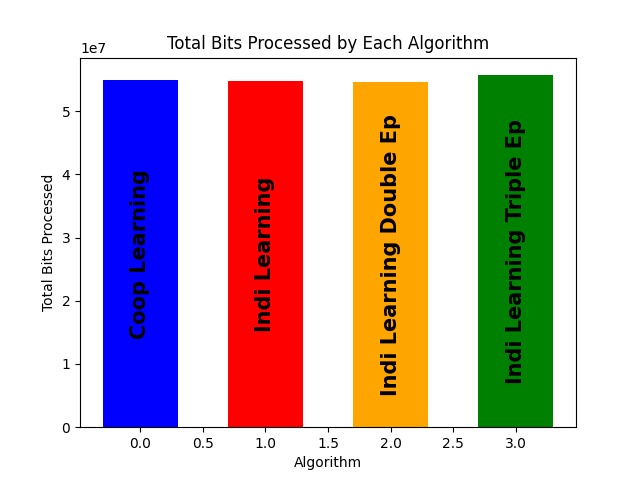 Total Bits Processed by Each Algorithm
1e7
Total Bits Processed
5
4
3
2
1
0
Coop Learning
Indi Learning
Indi Learning Double Ep
Indi Learning Triple Ep
0.0 0.5 1.0 1.5 2.0 2.5 3.0
Algorithm